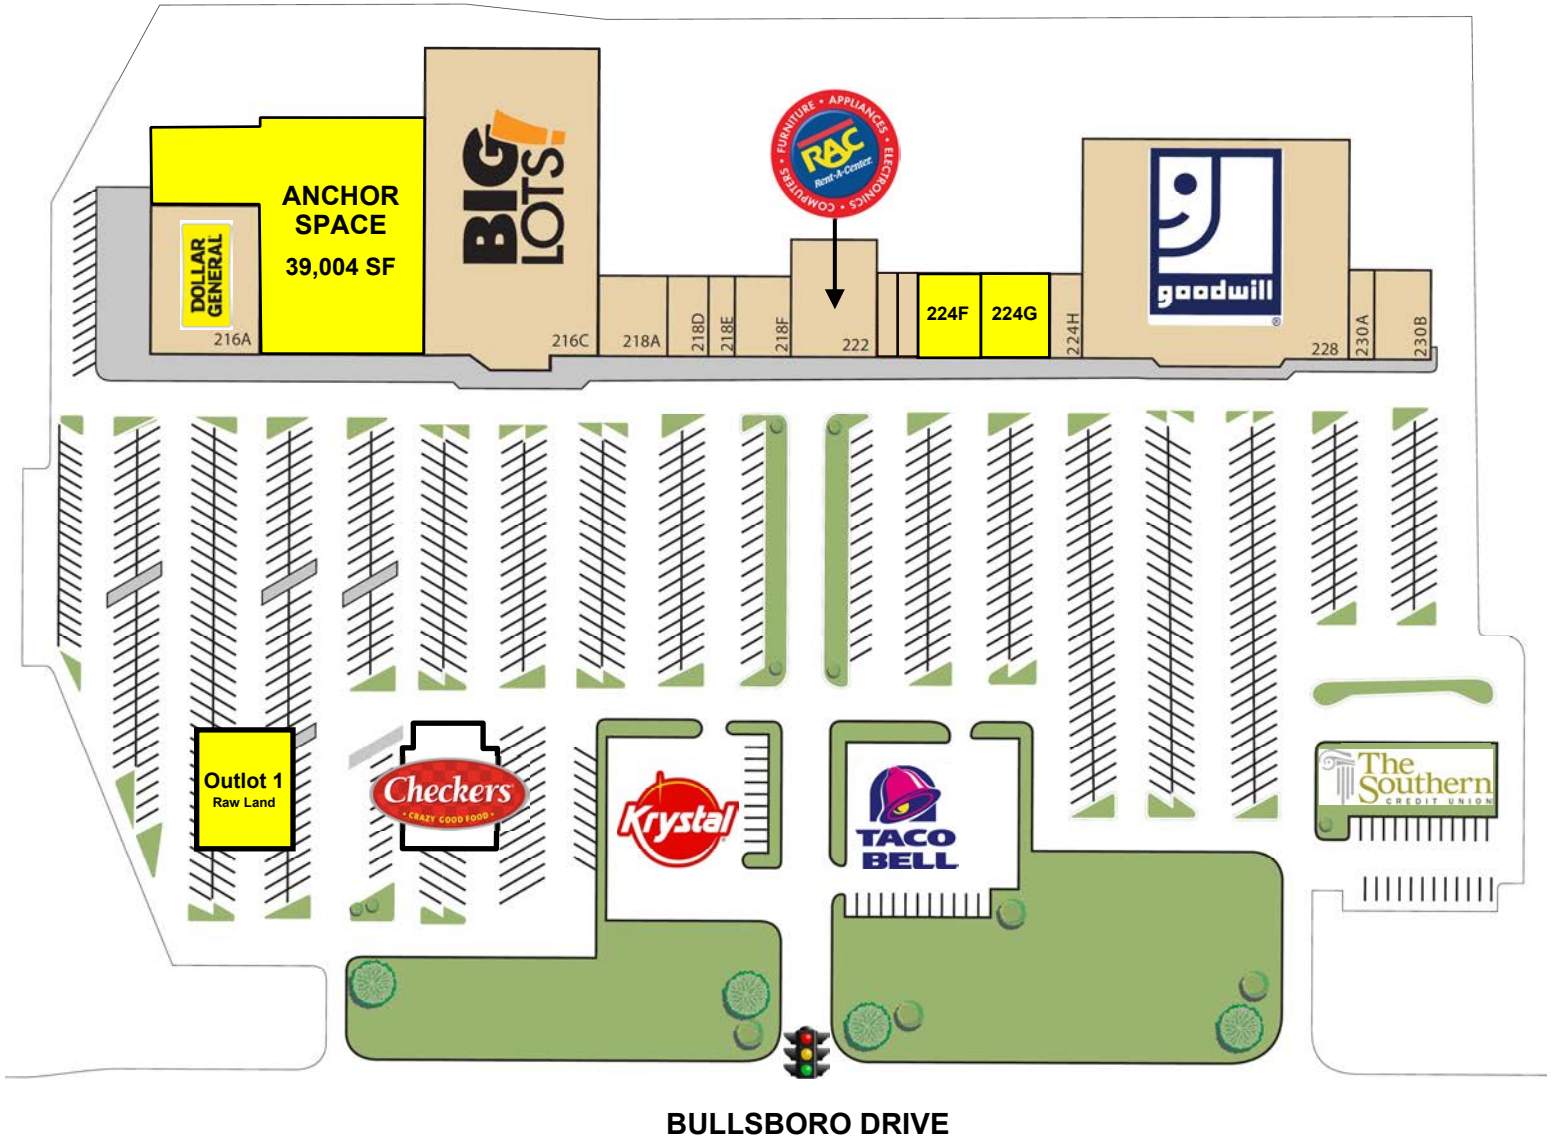 ANCHOR
SPACE
39,004 SF
DOLLAR
GENERAL
216A
BIG
LOTS!
216C
218A
218D
218E
218F
FURNITURE • APPLIANCES • ELECTRONICS • COMPUTERS •
RAC
Rent-A-Center
222
224F
224G
224H
goodwill
®
228
230A
230B
Outlot 1
Raw Land
Checkers
• CRAZY GOOD FOOD •
Krystal
TACO
BELL
The
Southern
CREDIT UNION
BULLSBORO DRIVE